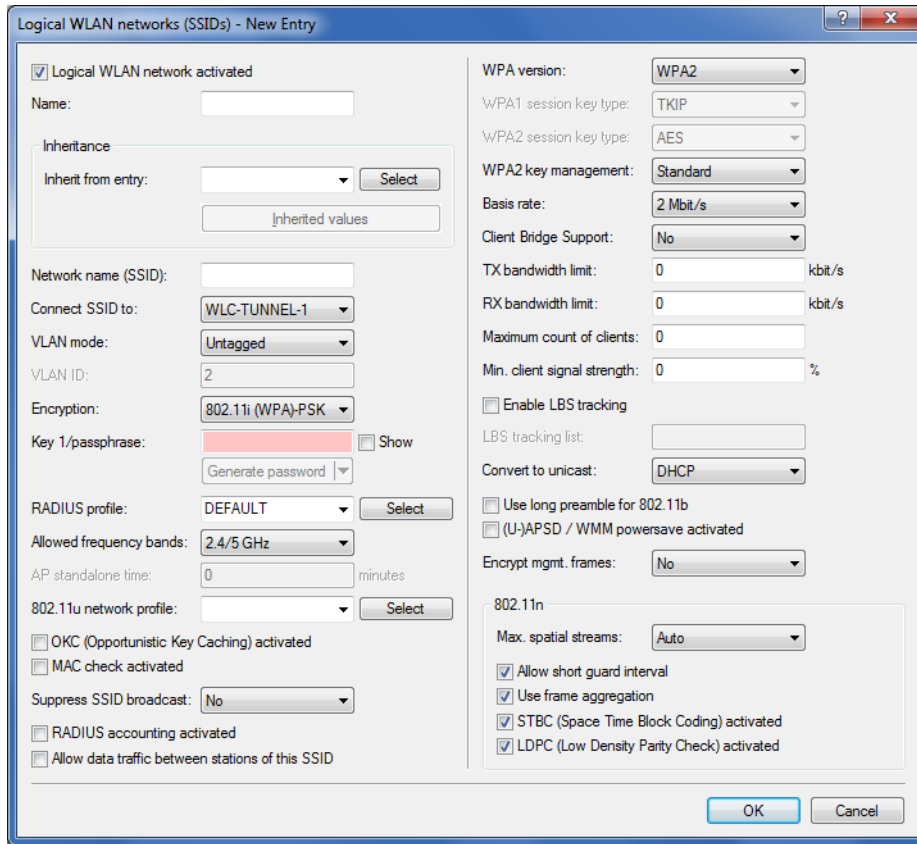 Logical WLAN networks (SSIDs) - New Entry
Logical WLAN network activated
Name:
Inheritance
Inherit from entry:
Select
Inherited values
Network name (SSID):
Connect SSID to: WLC-TUNNEL-1
VLAN mode: Untagged
VLAN ID: 2
Encryption: 802.11i (WPA)-PSK
Key 1/passphrase: Show
Generate password
RADIUS profile: DEFAULT Select
Allowed frequency bands: 2.4/5 GHz
AP standalone time: 0 minutes
802.11u network profile: Select
OKC (Opportunistic Key Caching) activated
MAC check activated
Suppress SSID broadcast: No
RADIUS accounting activated
Allow data traffic between stations of this SSID
WPA version: WPA2
WPA1 session key type: TKIP
WPA2 session key type: AES
WPA2 key management: Standard
Basis rate: 2 Mbit/s
Client Bridge Support: No
TX bandwidth limit: 0 kbit/s
RX bandwidth limit: 0 kbit/s
Maximum count of clients: 0
Min. client signal strength: 0 %
Enable LBS tracking
LBS tracking list:
Convert to unicast: DHCP
Use long preamble for 802.11b
(U-)APSD / WMM powersave activated
Encrypt mgmt. frames: No
802.11n
Max. spatial streams: Auto
Allow short guard interval
Use frame aggregation
STBC (Space Time Block Coding) activated
LDPC (Low Density Parity Check) activated
OK Cancel